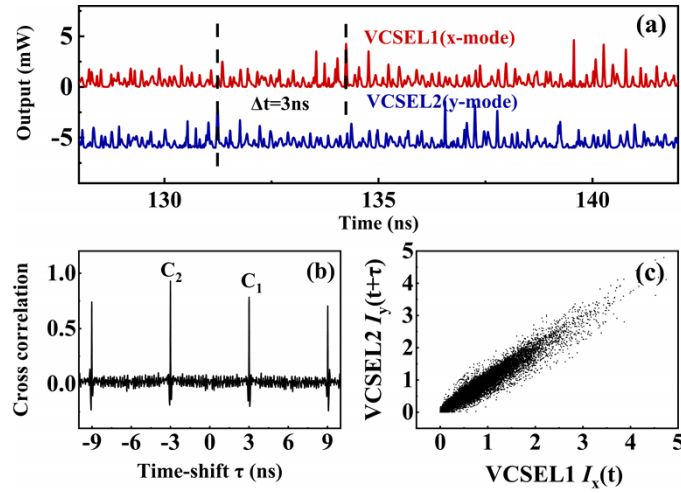 (a)
VCSEL1(x-mode)
Output (mW)
5
0
Δt=3ns
VCSEL2(y-mode)
-5
130 135 140
Time (ns)
(b)
Cross correlation
1.0
0.5
0.0
C2
C1
-9 -6 -3 0 3 6 9
Time-shift τ (ns)
(c)
VCSEL2 Iy(t+τ)
5
4
3
2
1
0
0 1 2 3 4 5
VCSEL1 Ix(t)